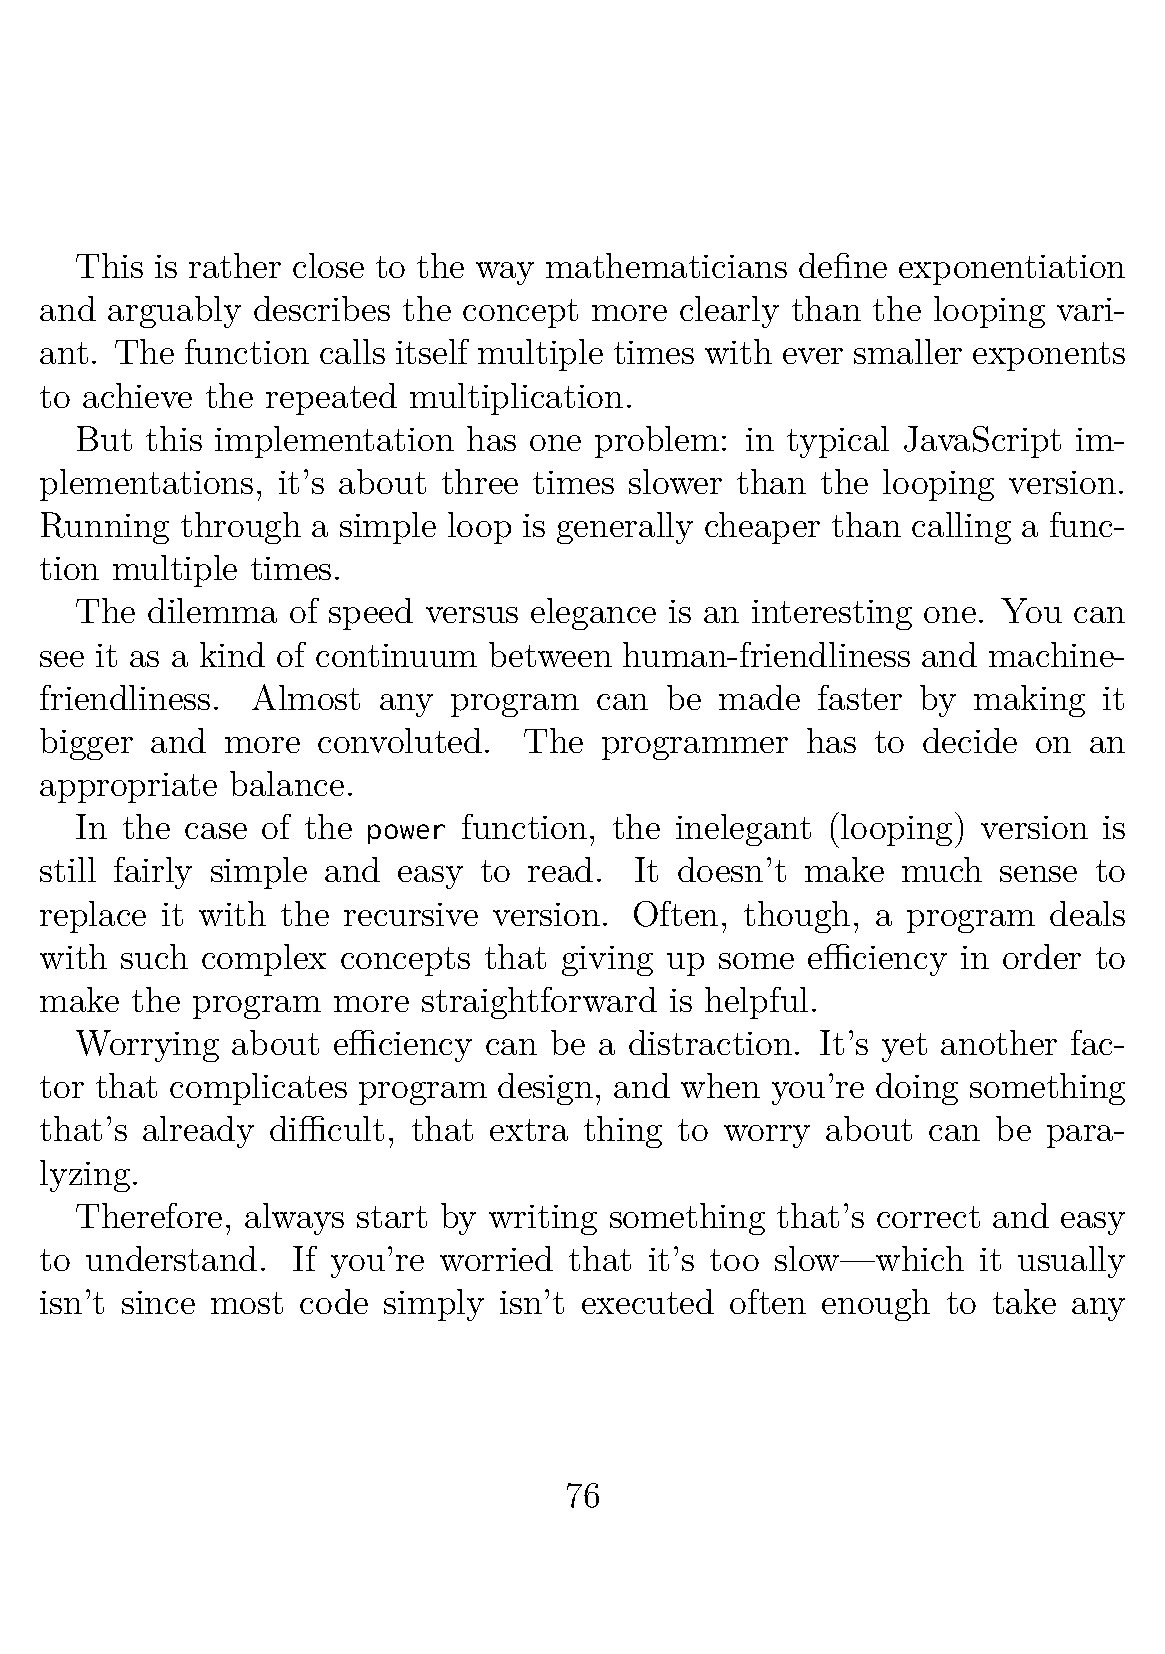 This is rather close to the way mathematicians define exponentiation
and arguably describes the concept more clearly than the looping vari-
ant. The function calls itself multiple times with ever smaller exponents
to achieve the repeated multiplication.
But this implementation has one problem: in typical JavaScript im-
plementations, it’s about three times slower than the looping version.
Running through a simple loop is generally cheaper than calling a func-
tion multiple times.
The dilemma of speed versus elegance is an interesting one. You can
see it as a kind of continuum between human-friendliness and machine-
friendliness. Almost any program can be made faster by making it
bigger and more convoluted. The programmer has to decide on an
appropriate balance.
In the case of the power function, the inelegant (looping) version is
still fairly simple and easy to read. It doesn’t make much sense to
replace it with the recursive version. Often, though, a program deals
with such complex concepts that giving up some efficiency in order to
make the program more straightforward is helpful.
Worrying about efficiency can be a distraction. It’s yet another fac-
tor that complicates program design, and when you’re doing something
that’s already difficult, that extra thing to worry about can be para-
lyzing.
Therefore, always start by writing something that’s correct and easy
to understand. If you’re worried that it’s too slow—which it usually
isn’t since most code simply isn’t executed often enough to take any
76